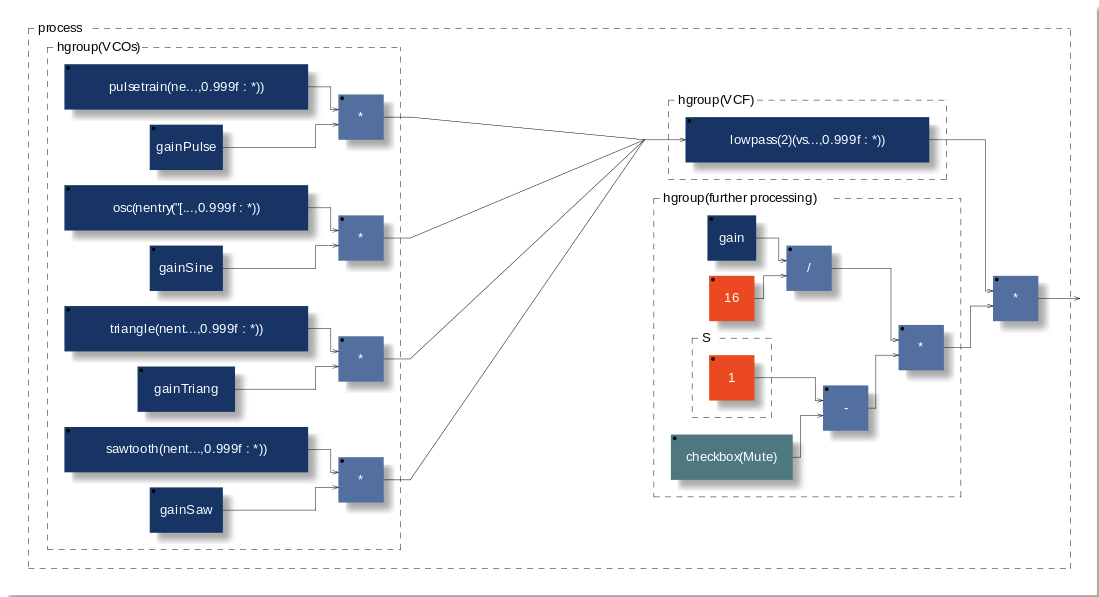 process
hgroup(VCOs)
pulsetrain(ne...,0.999f : *))
*
gainPulse
osc(nentry("[...,0.999f : *))
*
gainSine
triangle(nent...,0.999f : *))
*
gainTriang
sawtooth(nent...,0.999f : *))
*
gainSaw
hgroup(VCF)
lowpass(2)(vs...,0.999f : *))
hgroup(further processing)
gain
/
16
S
1
-
checkbox(Mute)
*
*